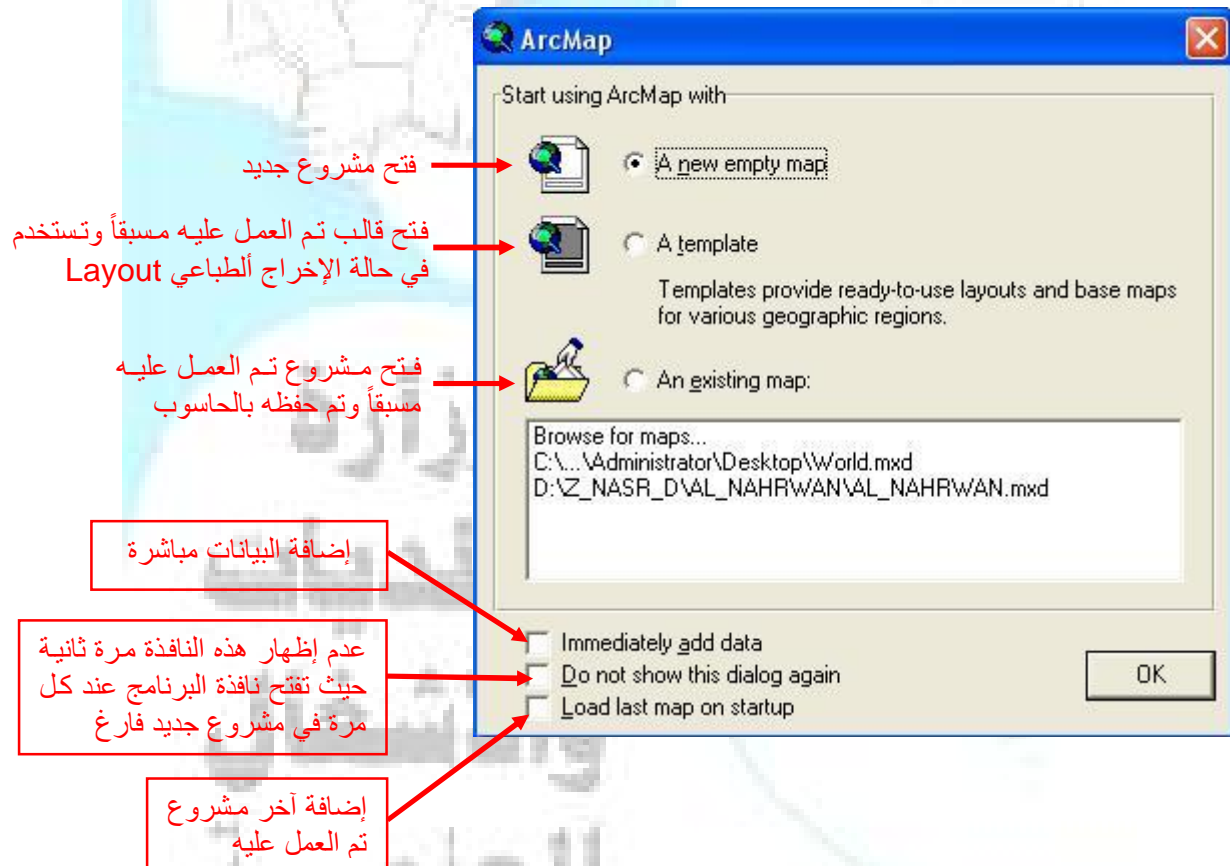 ArcMap
Start using ArcMap with
فتح مشروع جديد
A new empty map
فتح قالب تم العمل عليه مسبقاً وتستخدم
في حالة الإخراج ألطباعي Layout
A template
Templates provide ready-to-use layouts and base maps
for various geographic regions.
فتح مشروع تم العمل عليه
مسبقاً وتم حفظه بالحاسوب
An existing map:
Browse for maps...
C:\...\Administrator\Desktop\World.mxd
D:\Z_NASR_D\AL_NAHRWAN\AL_NAHRWAN.mxd
إضافة البيانات مباشرة
Immediately add data
عدم إظهار هذه النافذة مرة ثانية
حيث تفتح نافذة البرنامج عند كل
مرة في مشروع جديد فارغ
Do not show this dialog again
OK
Load last map on startup
إضافة آخر مشروع
تم العمل عليه